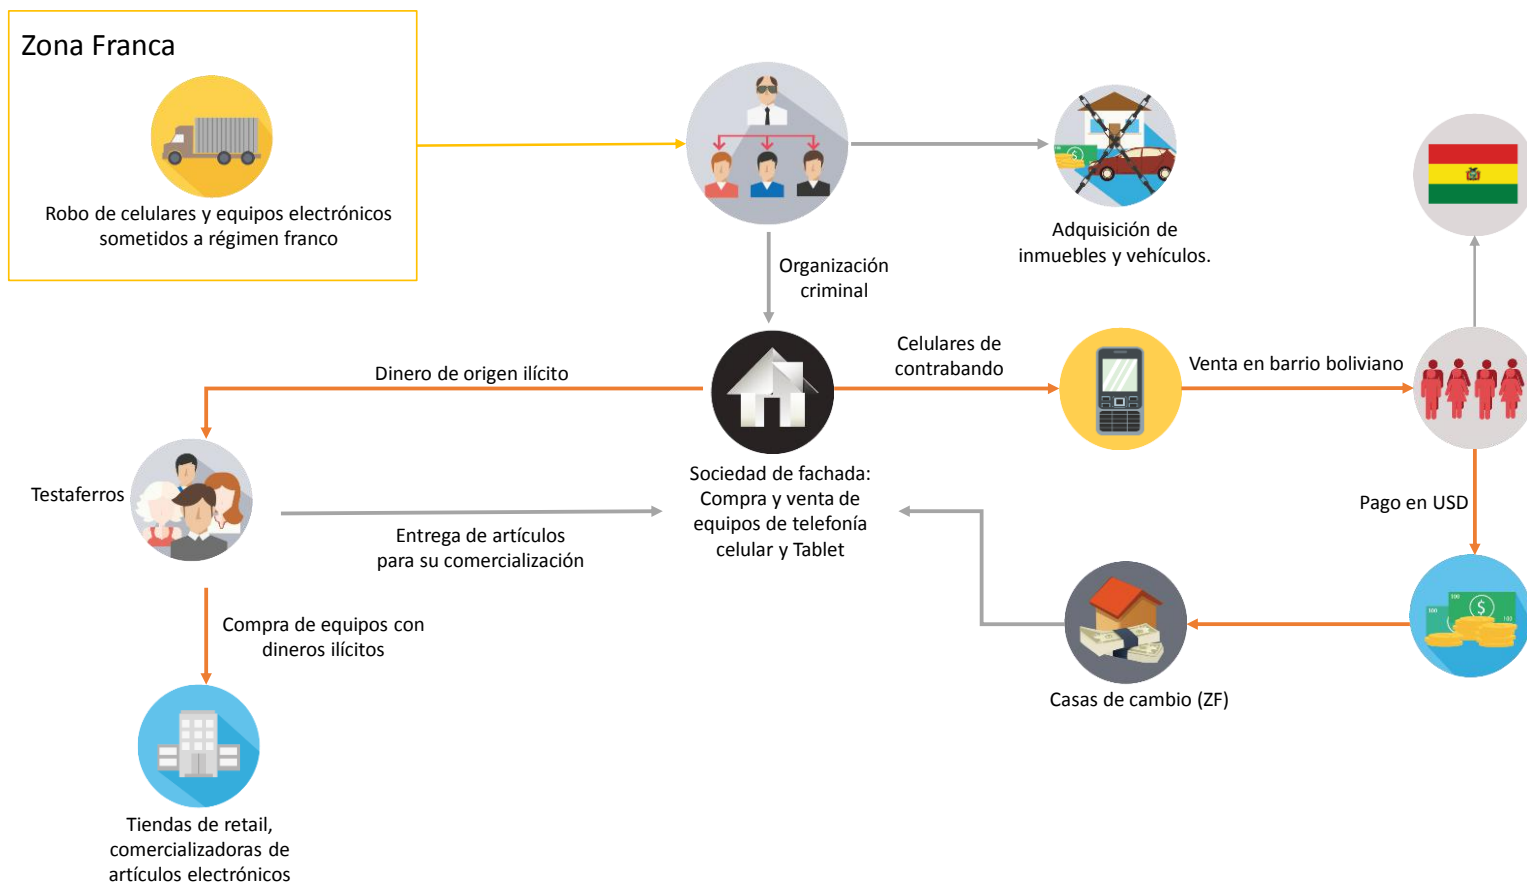 Zona Franca
Robo de celulares y equipos electrónicos
sometidos a régimen franco
Adquisición de
inmuebles y vehículos.
Organización
criminal
Dinero de origen ilícito
Celulares de
contrabando
Venta en barrio boliviano
Testaferros
Entrega de artículos
para su comercialización
Sociedad de fachada:
Compra y venta de
equipos de telefonía
celular y Tablet
Pago en USD
Compra de equipos con
dineros ilícitos
Casas de cambio (ZF)
Tiendas de retail,
comercializadoras de
artículos electrónicos